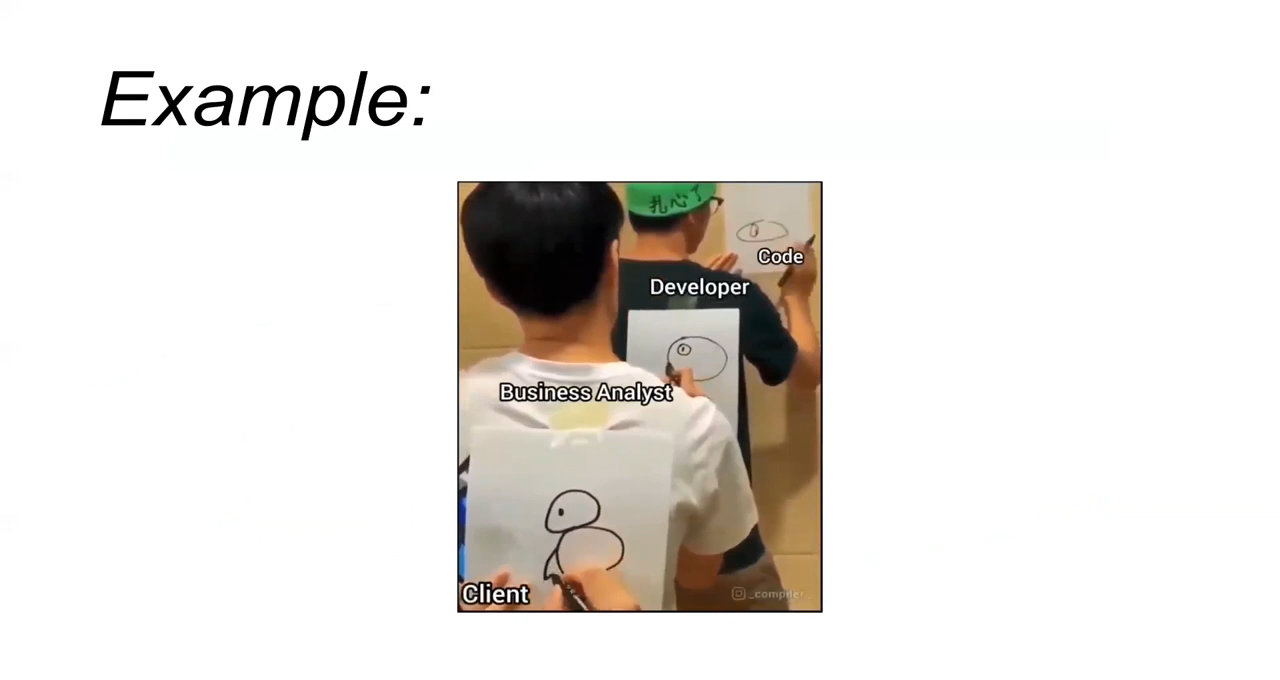 Example:
扎心了
Code
Developer
Business Analyst
Client
_compiler_